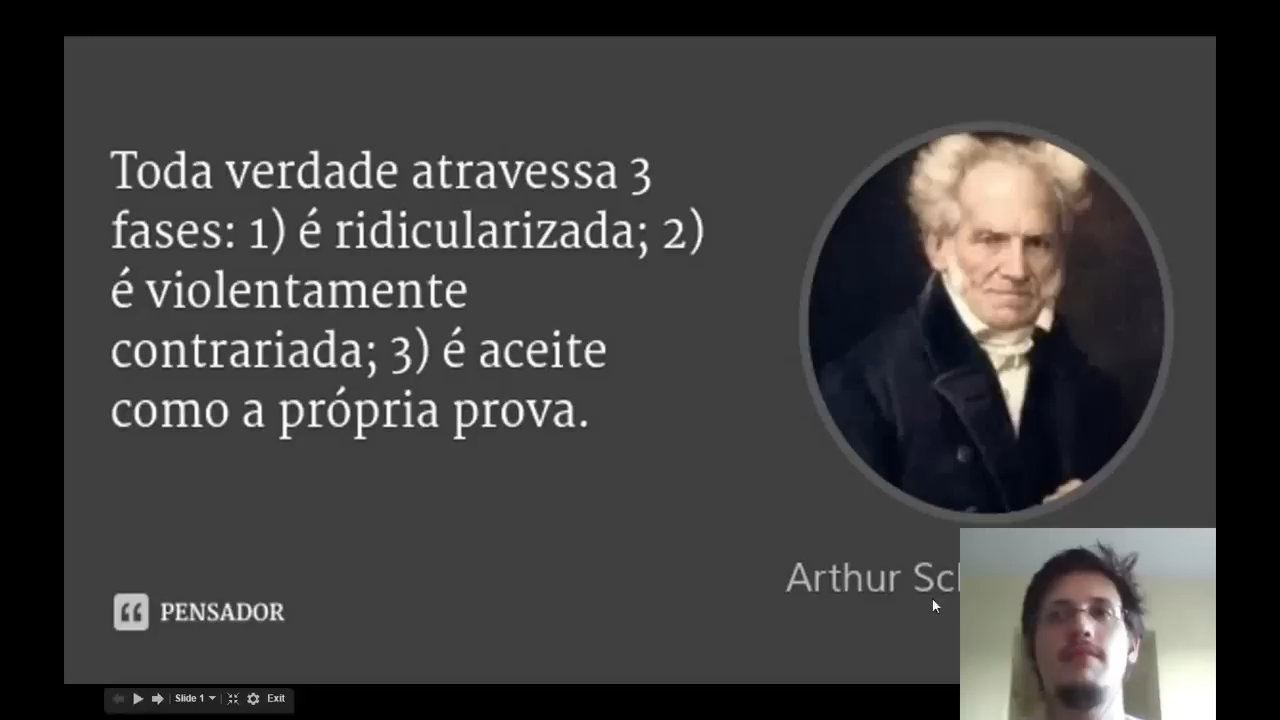 Toda verdade atravessa 3
fases: 1) é ridicularizada; 2)
é violentamente
contrariada; 3) é aceite
como a própria prova.
Arthur
PENSADOR
Slide 1
Exit